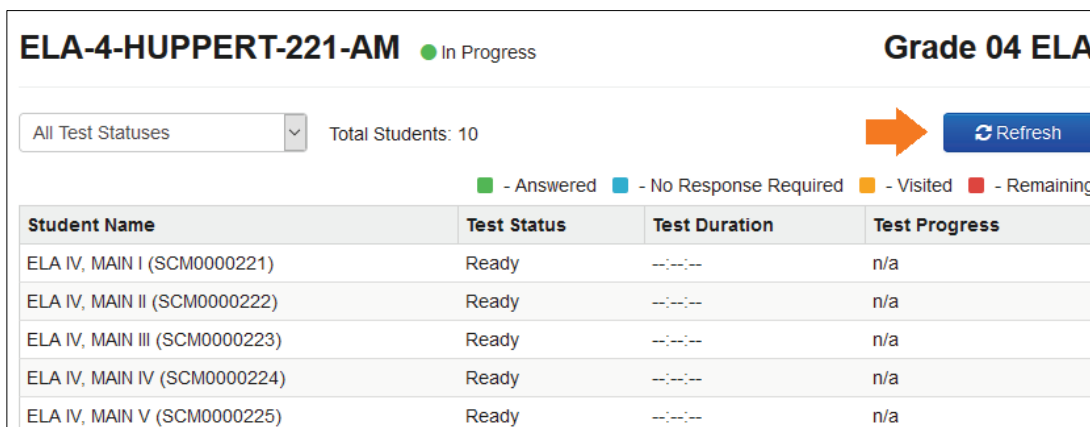 ELA-4-HUPPERT-221-AM In Progress Grade 04 ELA
All Test Statuses Total Students: 10 Refresh
- Answered - No Response Required - Visited - Remaining
Student Name Test Status Test Duration Test Progress
ELA IV, MAIN I (SCM0000221) Ready --:--:-- n/a
ELA IV, MAIN II (SCM0000222) Ready --:--:-- n/a
ELA IV, MAIN III (SCM0000223) Ready --:--:-- n/a
ELA IV, MAIN IV (SCM0000224) Ready --:--:-- n/a
ELA IV, MAIN V (SCM0000225) Ready --:--:-- n/a